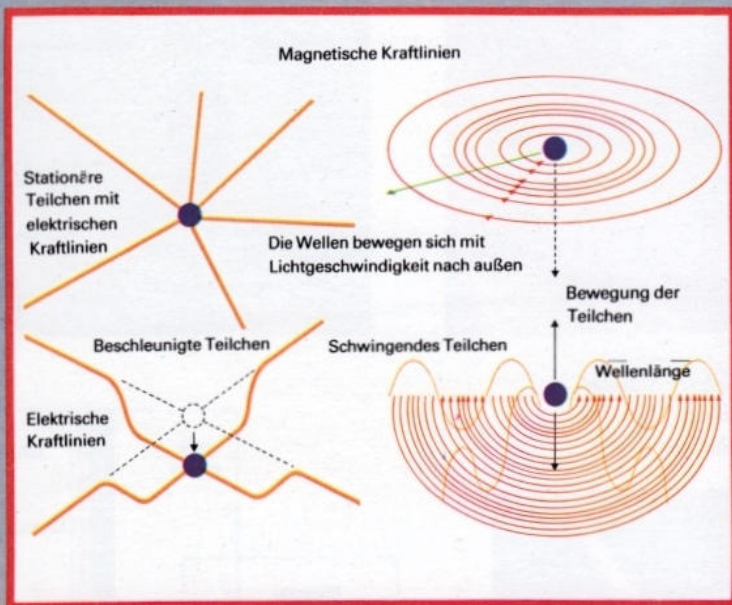 Magnetische Kraftlinien
Stationäre
Teilchen mit
elektrischen
Kraftlinien
Die Wellen bewegen sich mit
Lichtgeschwindigkeit nach außen
Bewegung der
Teilchen
Beschleunigte Teilchen
Schwingendes Teilchen
Wellenlänge
Elektrische
Kraftlinien